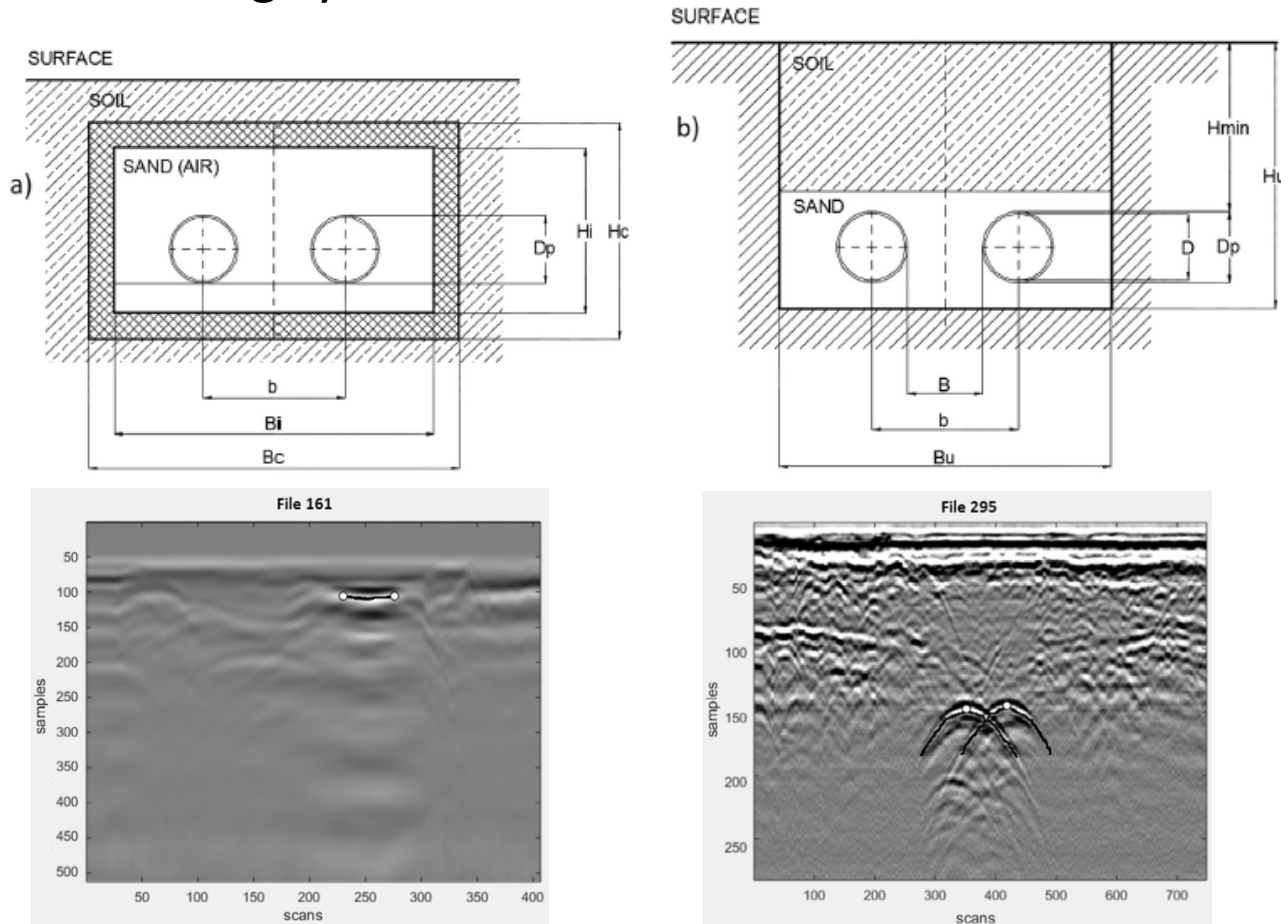 SURFACE
SOIL
a)
SAND (AIR)
Dp
Hi
Hc
b
Bi
Bc
SURFACE
SOIL
b)
SAND
Hmin
Hu
D
Dp
B
b
Bu
File 161
samples
50
100
150
200
250
300
350
400
450
500
50
100
150
200
250
300
350
400
scans
File 295
samples
50
100
150
200
250
100
200
300
400
500
600
700
scans